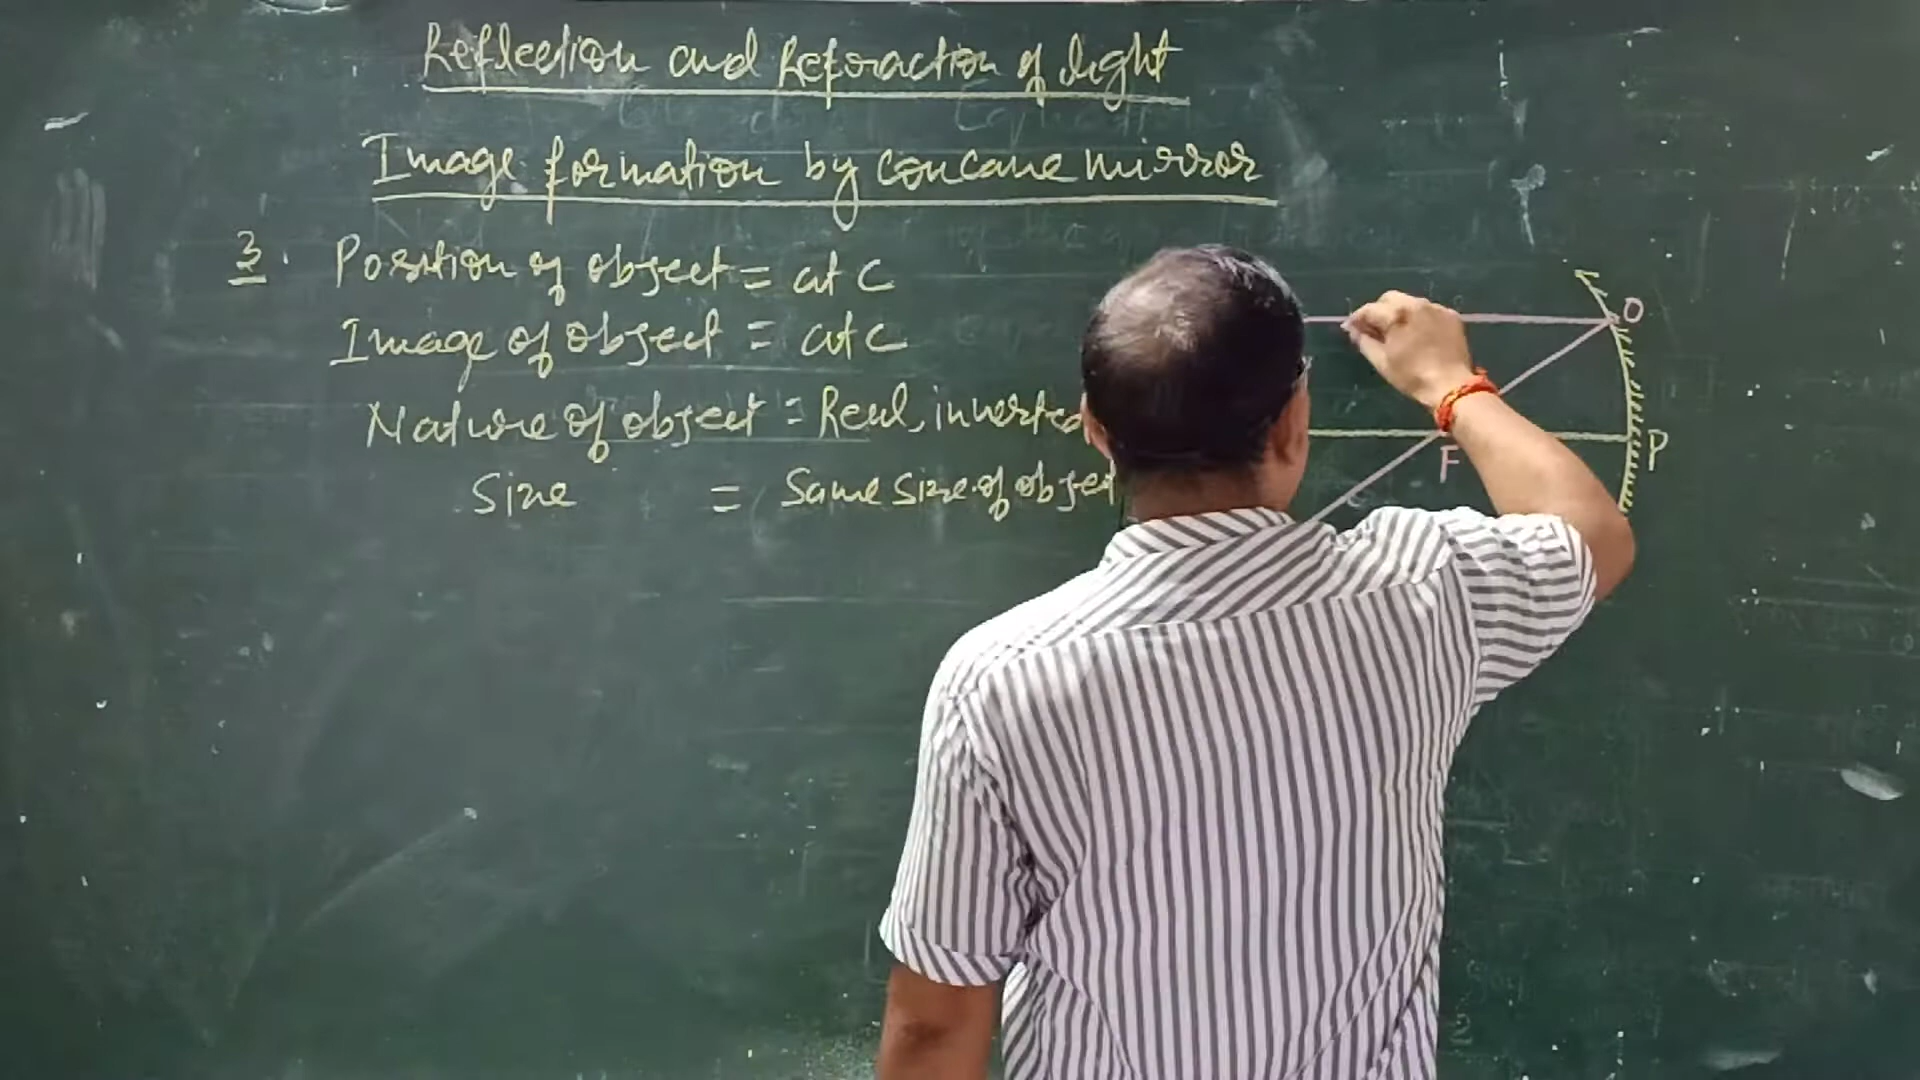 Reflection and Refraction of light
Image formation by concave mirror
3. Position of object = at C
Image of object = at C
Nature of object = Real, inverted
Size = Same size of object
O
F
P